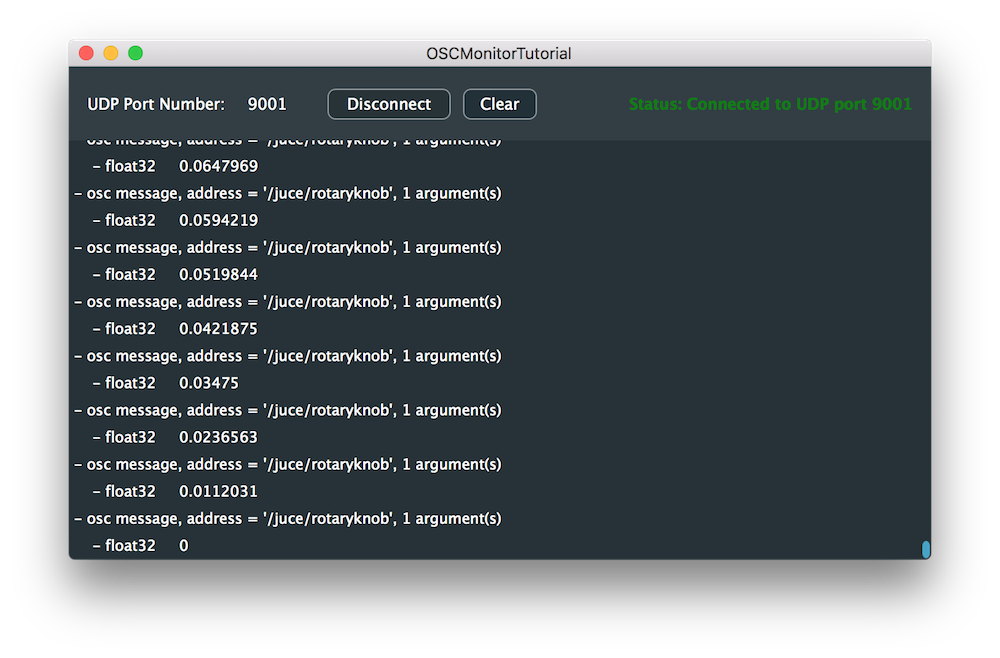 OSCMonitorTutorial
UDP Port Number: 9001 Disconnect Clear Status: Connected to UDP port 9001
osc message, address = '/juce/rotaryknob', 1 argument(s)
– float32 0.0647969
– osc message, address = '/juce/rotaryknob', 1 argument(s)
– float32 0.0594219
– osc message, address = '/juce/rotaryknob', 1 argument(s)
– float32 0.0519844
– osc message, address = '/juce/rotaryknob', 1 argument(s)
– float32 0.0421875
– osc message, address = '/juce/rotaryknob', 1 argument(s)
– float32 0.03475
– osc message, address = '/juce/rotaryknob', 1 argument(s)
– float32 0.0236563
– osc message, address = '/juce/rotaryknob', 1 argument(s)
– float32 0.0112031
– osc message, address = '/juce/rotaryknob', 1 argument(s)
– float32 0